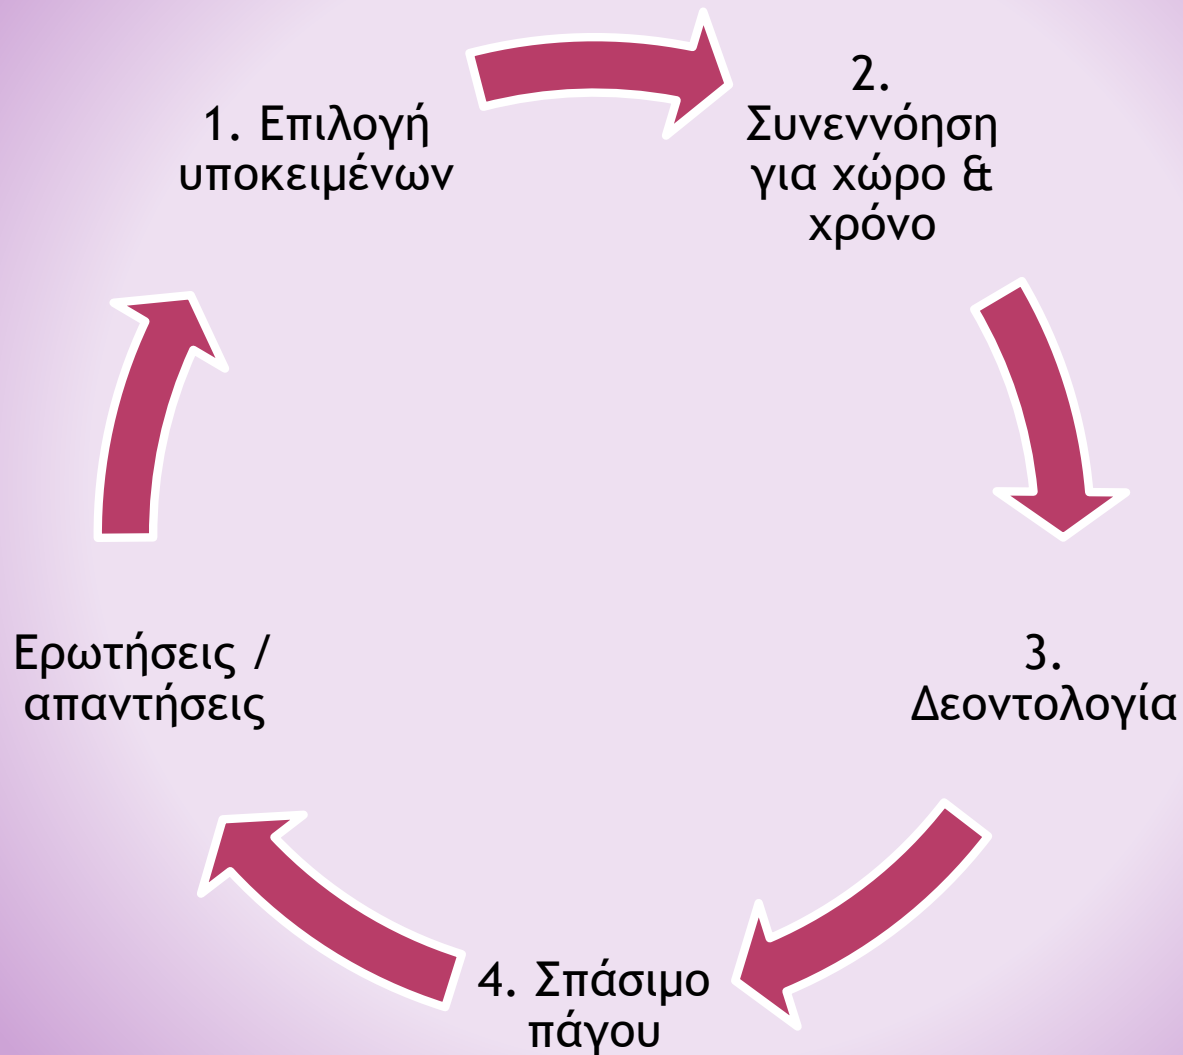 1. Επιλογή
υποκειμένων
2.
Συνεννόηση
για χώρο &
χρόνο
3.
Δεοντολογία
4. Σπάσιμο
πάγου
Ερωτήσεις /
απαντήσεις